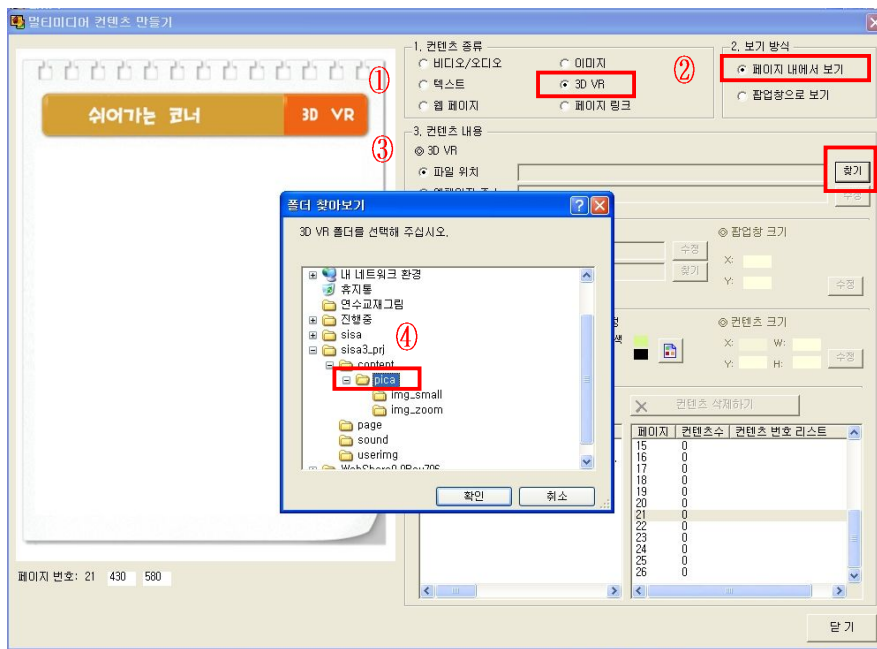 멀티미디어 컨텐츠 만들기
쉬어가는 코너 3D VR
페이지 번호: 21 430 580
①
1. 컨텐츠 종류
비디오/오디오 이미지
텍스트 3D VR
웹 페이지 페이지 링크
②
2. 보기 방식
페이지 내에서 보기
팝업창으로 보기
③
3. 컨텐츠 내용
3D VR
파일 위치 찾기
수정
수정
찾기
팝업창 크기
X:
Y: 수정
컨텐츠 크기
X: W:
Y: H: 수정
폴더 찾아보기
3D VR 폴더를 선택해 주십시오.
내 네트워크 환경
휴지통
연수교재그림
진행중
sisa
④
sisa3_prj
content
pica
img_small
img_zoom
page
sound
userimg
확인 취소
컨텐츠 삭제하기
페이지 컨텐츠수 컨텐츠 번호 리스트
15 0
16 0
17 0
18 0
19 0
20 0
21 0
22 0
23 0
24 0
25 0
26 0
닫기